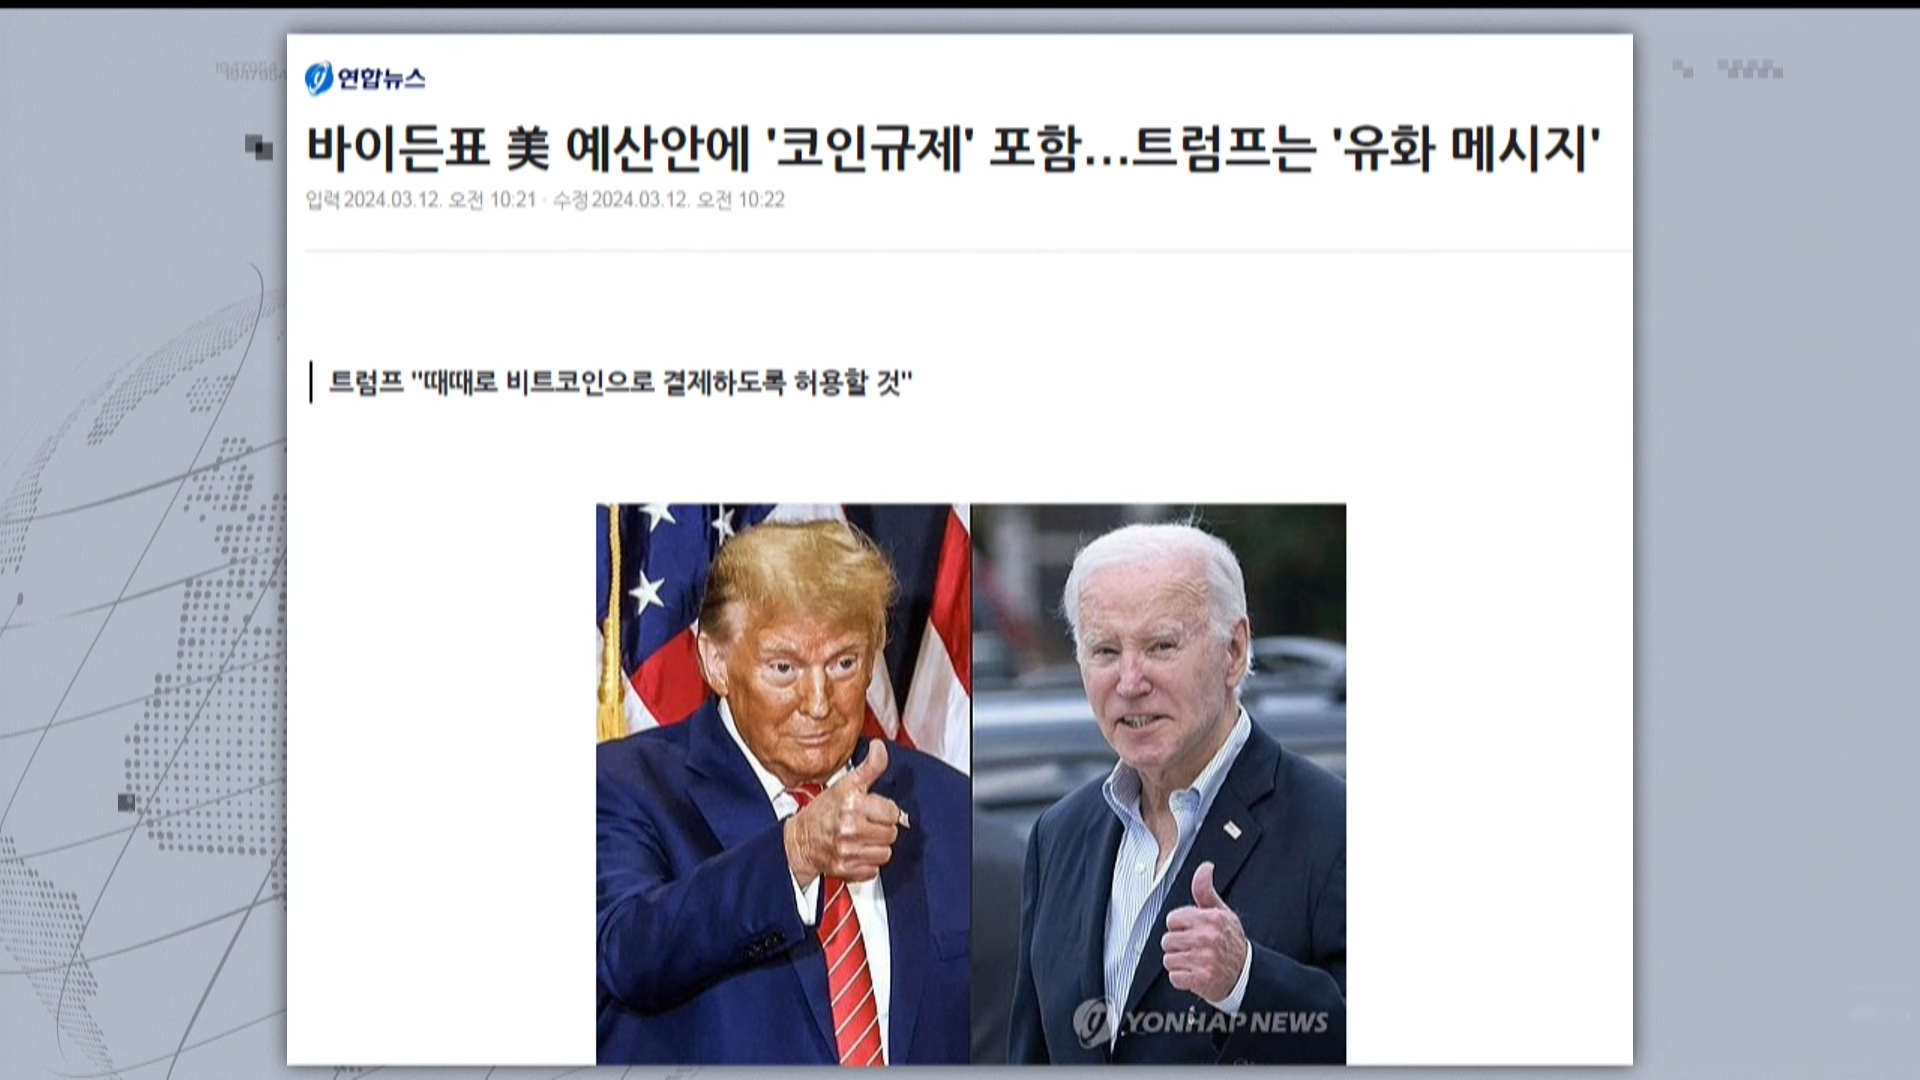 1947954
연합뉴스
바이든표 美 예산안에 '코인규제' 포함...트럼프는 '유화 메시지'
입력 2024.03.12. 오전 10:21 · 수정 2024.03.12. 오전 10:22
트럼프 "때때로 비트코인으로 결제하도록 허용할 것"
YONHAP NEWS